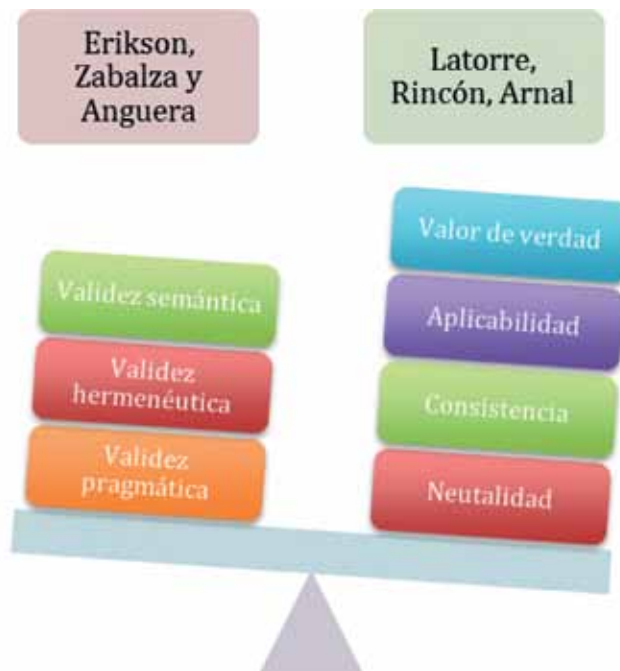 Erikson,
Zabalza y
Anguera
Latorre,
Rincón, Arnal
Validez semántica
Validez
hermenéutica
Validez
pragmática
Valor de verdad
Aplicabilidad
Consistencia
Neutalidad